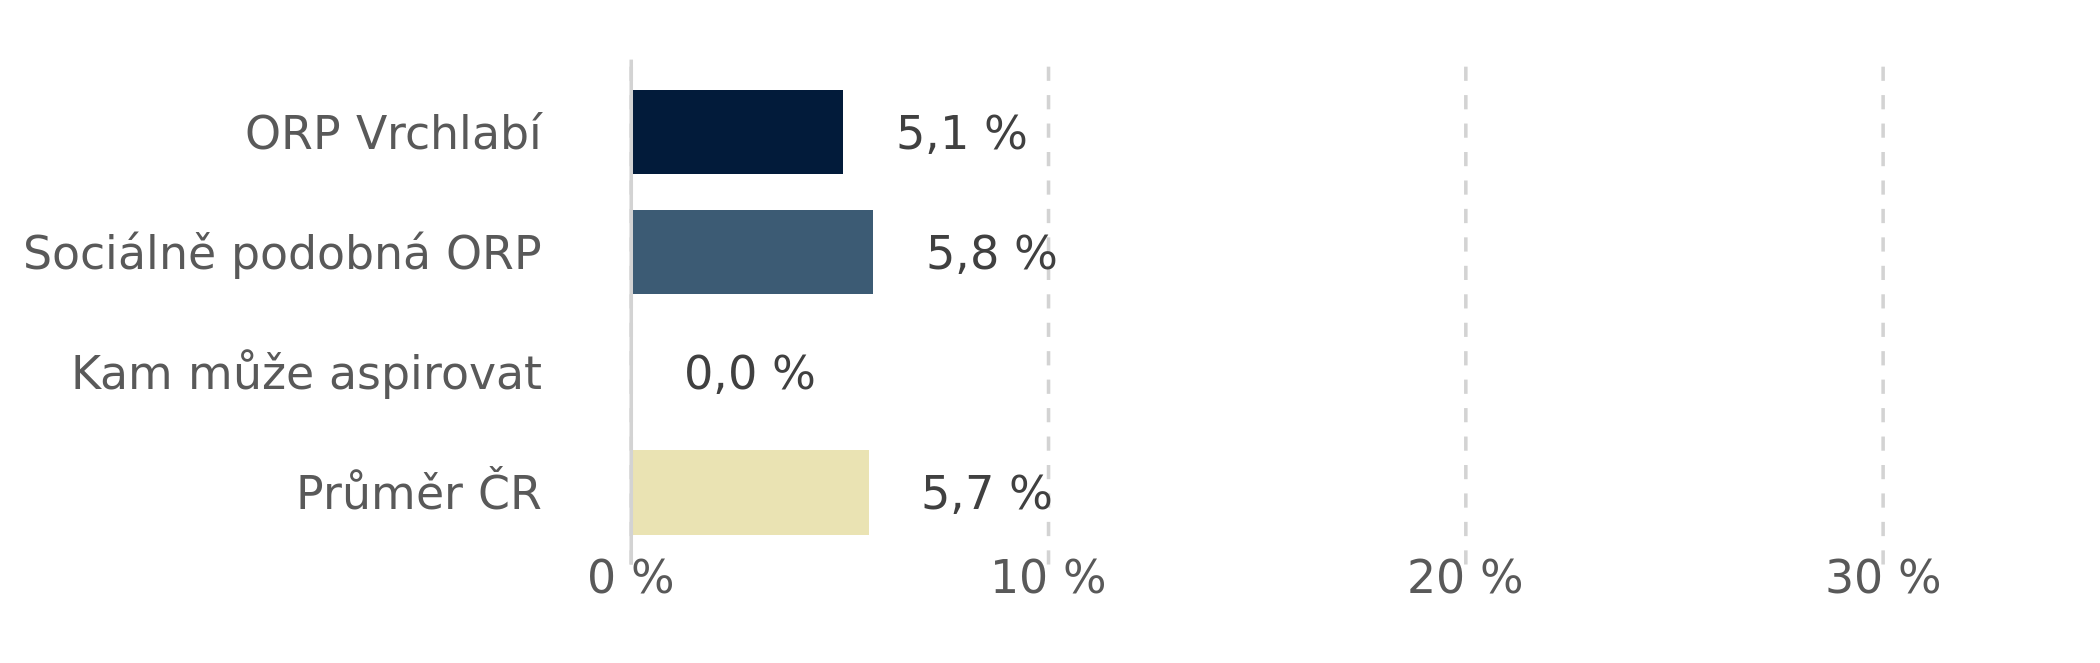 ORP Vrchlabí 5,1 %
Sociálně podobná ORP 5,8 %
Kam může aspirovat 0,0 %
Průměr ČR 5,7 %
0 % 10 % 20 % 30 %